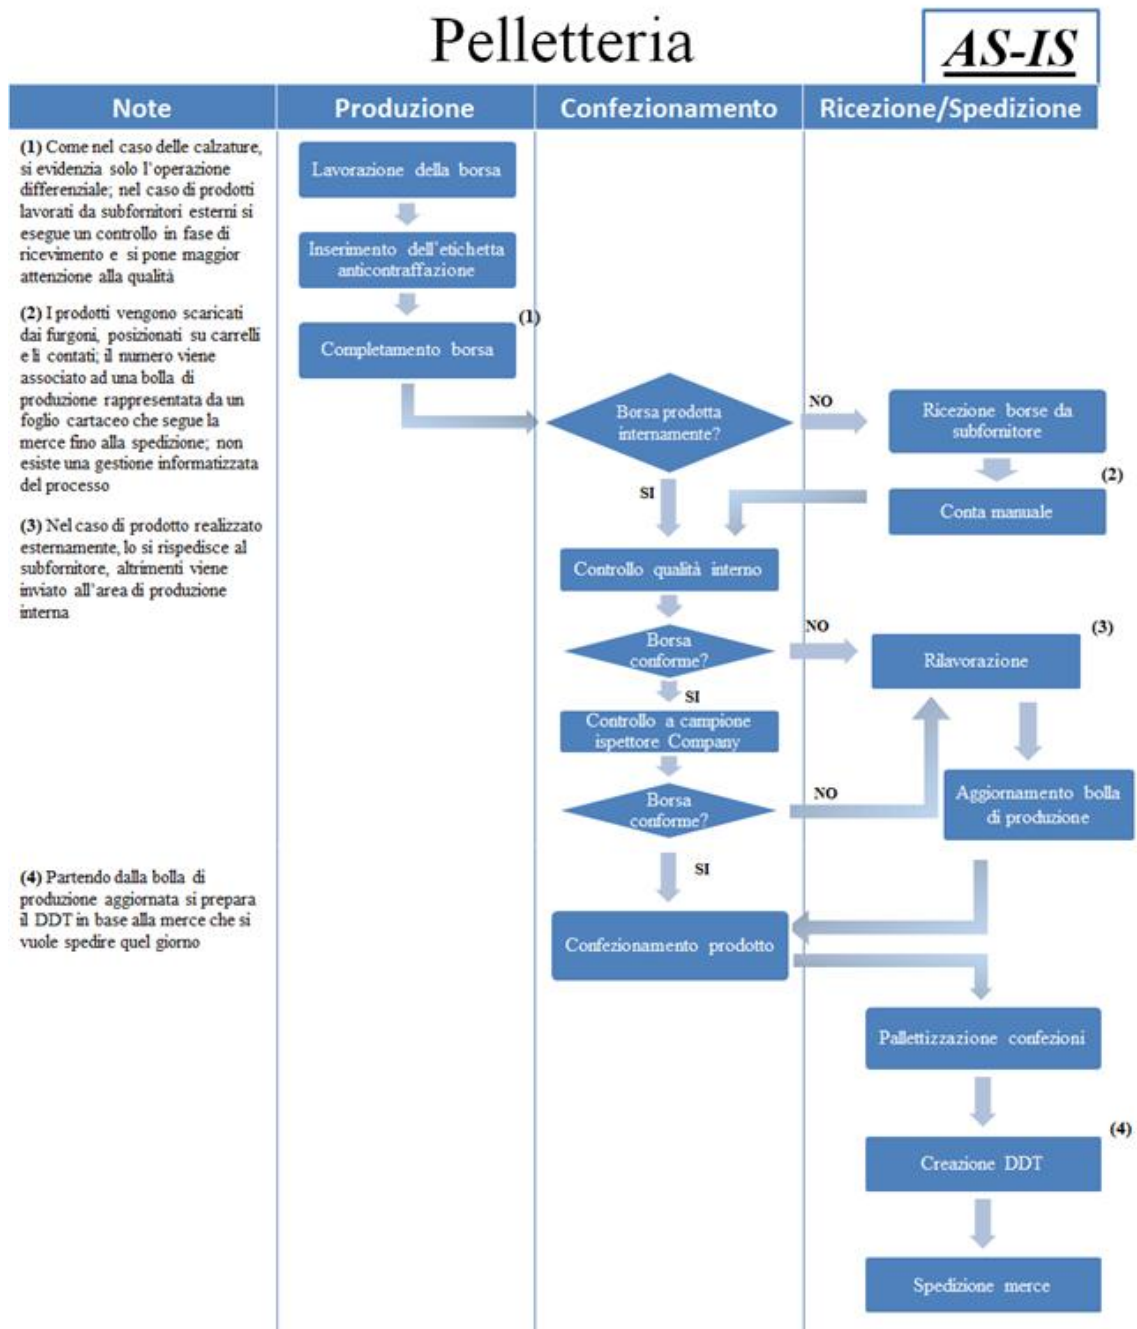 Pelletteria
AS-IS
Note
Produzione
Confezionamento
Ricezione/Spedizione
(1) Come nel caso delle calzature,
si evidenzia solo l'operazione
differenziale; nel caso di prodotti
lavorati da subfornitori esterni si
esegue un controllo in fase di
ricevimento e si pone maggior
attenzione alla qualità
(2) I prodotti vengono scaricati
dai furgoni, posizionati su carrelli
e lì contati; il numero viene
associato ad una bolla di
produzione rappresentata da un
foglio cartaceo che segue la
merce fino alla spedizione; non
esiste una gestione informatizzata
del processo
(3) Nel caso di prodotto realizzato
esternamente, lo si rispedisce al
subfornitore, altrimenti viene
inviato all'area di produzione
interna
(4) Partendo dalla bolla di
produzione aggiornata si prepara
il DDT in base alla merce che si
vuole spedire quel giorno
Lavorazione della borsa
Inserimento dell'etichetta
anticontraffazione
(1)
Completamento borsa
Borsa prodotta
internamente?
NO
Ricezione borse da
subfornitore
SI
(2)
Conta manuale
Controllo qualità interno
Borsa
conforme?
NO
(3)
Rilavorazione
SI
Controllo a campione
ispettore Company
Borsa
conforme?
NO
Aggiornamento bolla
di produzione
SI
Confezionamento prodotto
Pallettizzazione confezioni
(4)
Creazione DDT
Spedizione merce